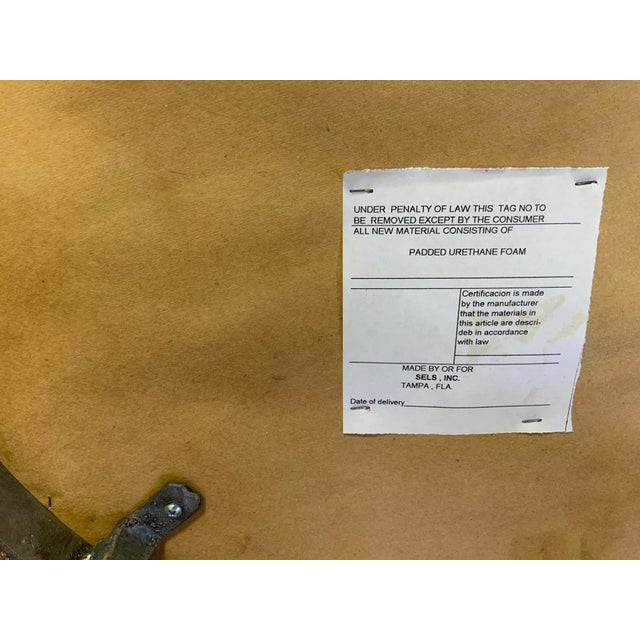 UNDER PENALTY OF LAW THIS TAG NO TO
BE REMOVED EXCEPT BY THE CONSUMER
ALL NEW MATERIAL CONSISTING OF
PADDED URETHANE FOAM
Certificacion is made
by the manufacturer
that the materials in
this article are descri-
deb in accordance
with law
MADE BY OR FOR
SELS , INC.
TAMPA , FLA.
Date of delivery